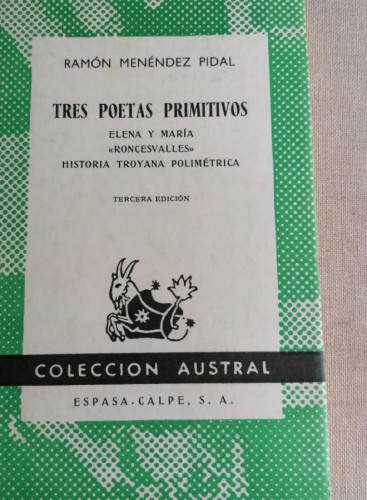 RAMÓN MENÉNDEZ PIDAL
TRES POETAS PRIMITIVOS
ELENA Y MARÍA
«RONCESVALLES»
HISTORIA TROYANA POLIMÉTRICA
TERCERA EDICIÓN
COLECCION AUSTRAL
ESPASA-CALPE, S. A.